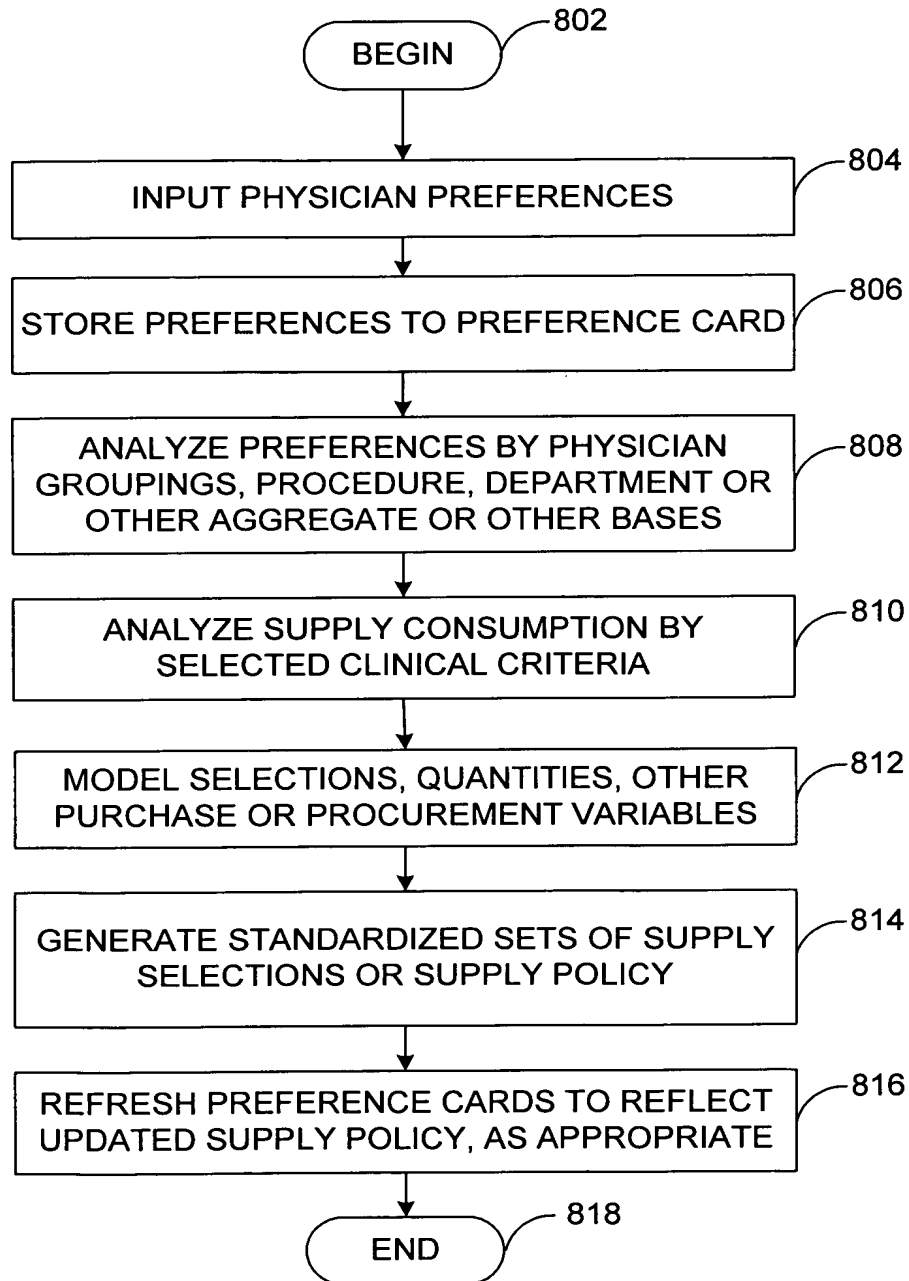 BEGIN
802
INPUT PHYSICIAN PREFERENCES
804
STORE PREFERENCES TO PREFERENCE CARD
806
ANALYZE PREFERENCES BY PHYSICIAN
GROUPINGS, PROCEDURE, DEPARTMENT OR
OTHER AGGREGATE OR OTHER BASES
808
ANALYZE SUPPLY CONSUMPTION BY
SELECTED CLINICAL CRITERIA
810
MODEL SELECTIONS, QUANTITIES, OTHER
PURCHASE OR PROCUREMENT VARIABLES
812
GENERATE STANDARDIZED SETS OF SUPPLY
SELECTIONS OR SUPPLY POLICY
814
REFRESH PREFERENCE CARDS TO REFLECT
UPDATED SUPPLY POLICY, AS APPROPRIATE
816
END
818